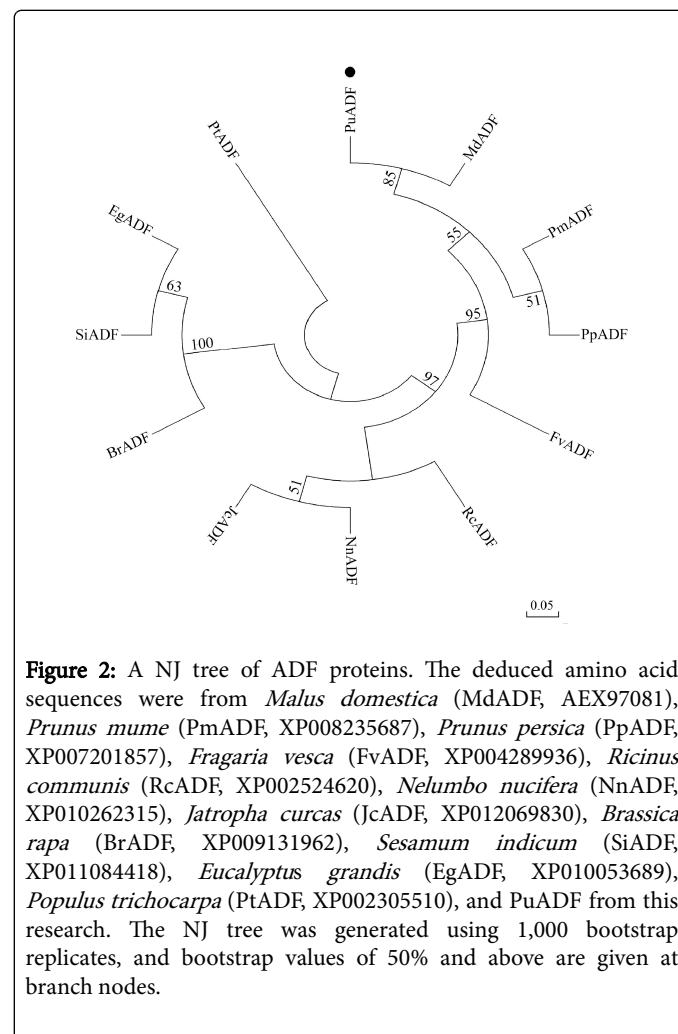 PuADF
MdADF
PmADF
PpADF
FvADF
RcADF
NnADF
JcADF
BrADF
SiADF
EgADF
PtADF
85
55
51
95
97
51
100
63
0.05
Figure 2: A NJ tree of ADF proteins. The deduced amino acid
sequences were from Malus domestica (MdADF, AEX97081),
Prunus mume (PmADF, XP008235687), Prunus persica (PpADF,
XP007201857), Fragaria vesca (FvADF, XP004289936), Ricinus
communis (RcADF, XP002524620), Nelumbo nucifera (NnADF,
XP010262315), Jatropha curcas (JcADF, XP012069830), Brassica
rapa (BrADF, XP009131962), Sesamum indicum (SiADF,
XP011084418), Eucalyptus grandis (EgADF, XP010053689),
Populus trichocarpa (PtADF, XP002305510), and PuADF from this
research. The NJ tree was generated using 1,000 bootstrap
replicates, and bootstrap values of 50% and above are given at
branch nodes.